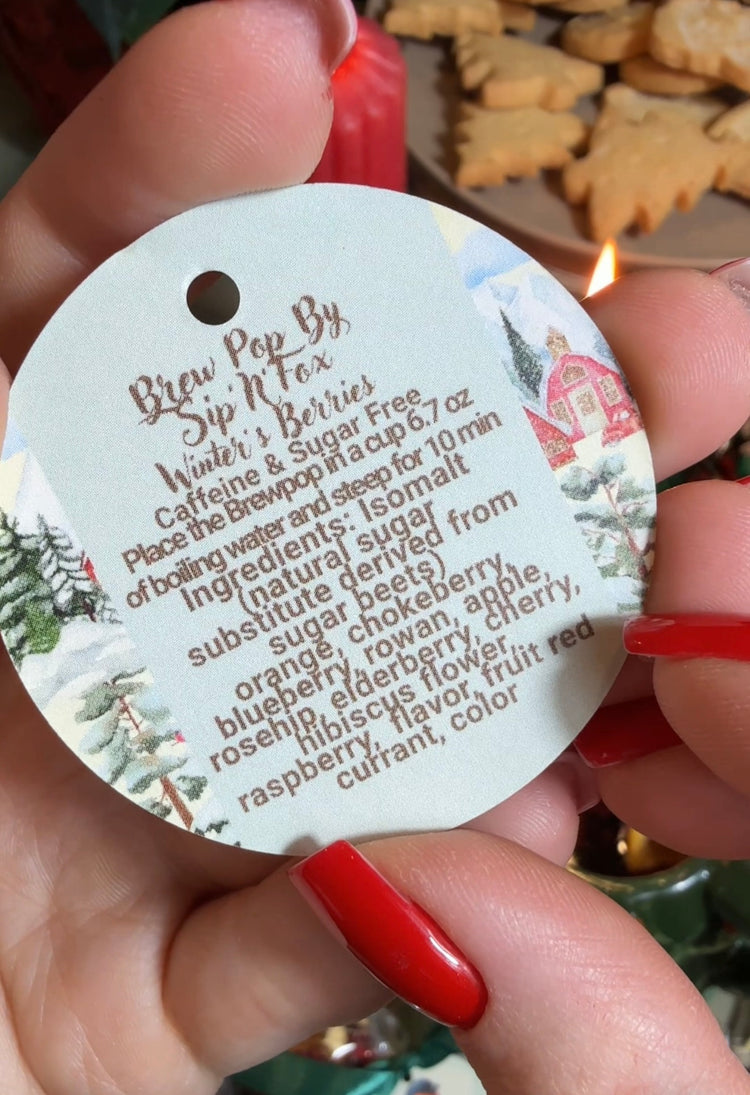 Brew Pop By
Sip'N'Fox
Winter's Berries
Caffeine & Sugar Free
Place the Brewpop in a cup 6,7 oz
of boiling water and steep for 10 min
Ingredients: Isomalt
(natural sugar
substitute derived from
sugar beets)
orange, chokeberry,
blueberry, rowan, apple,
rosehip, elderberry, cherry,
hibiscus flower,
raspberry, flavor, fruit red
currant, color